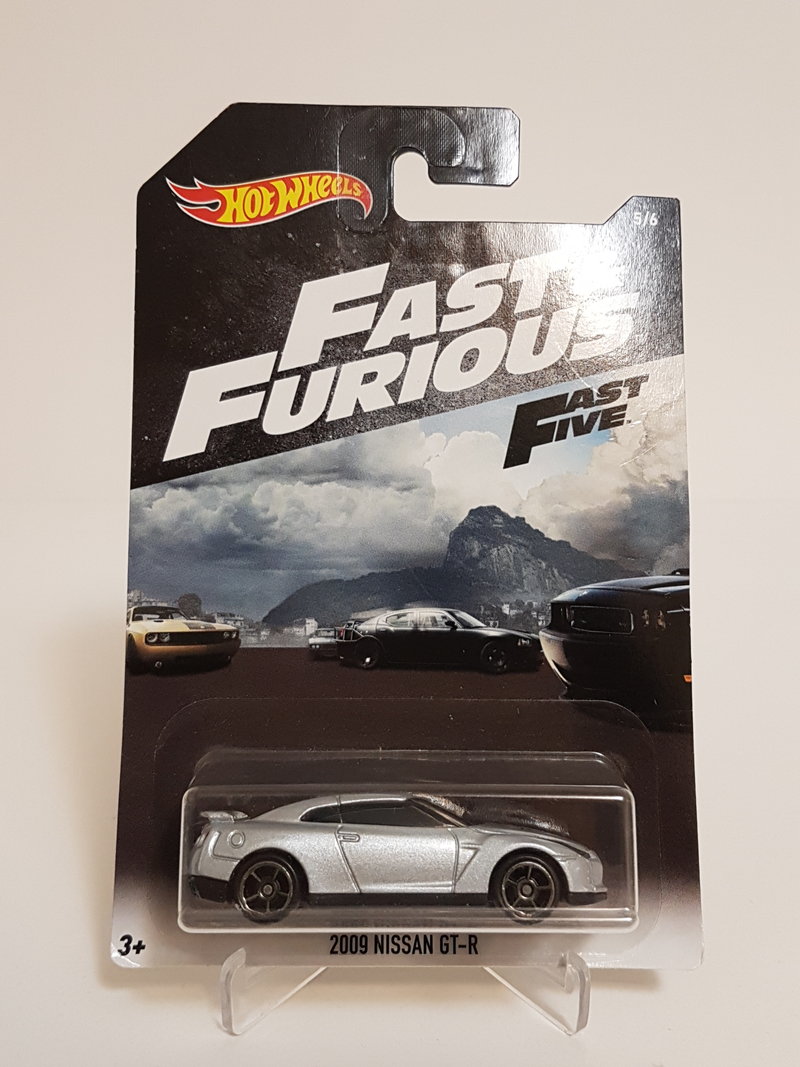 HOT WHEELS
5/6
FAST &
FURIOUS
FAST
FIVE
3+
2009 NISSAN GT-R